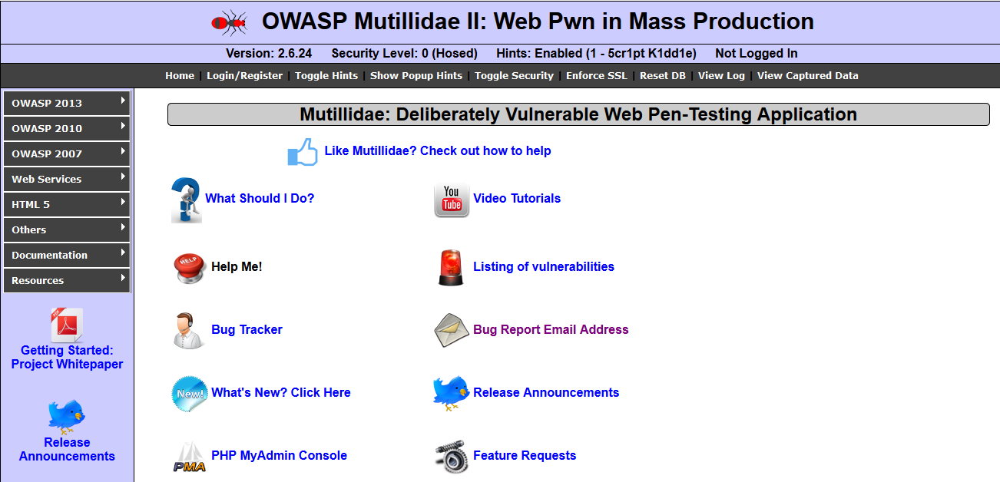 OWASP Mutillidae II: Web Pwn in Mass Production
Version: 2.6.24 Security Level: 0 (Hosed) Hints: Enabled (1 - 5cr1pt K1dd1e) Not Logged In
Home | Login/Register | Toggle Hints | Show Popup Hints | Toggle Security | Enforce SSL | Reset DB | View Log | View Captured Data
OWASP 2013
OWASP 2010
OWASP 2007
Web Services
HTML 5
Others
Documentation
Resources
PDF
Getting Started:
Project Whitepaper
Release
Announcements
Mutillidae: Deliberately Vulnerable Web Pen-Testing Application
Like Mutillidae? Check out how to help
What Should I Do?
You
Tube
Video Tutorials
HELP
Help Me!
Listing of vulnerabilities
Bug Tracker
Bug Report Email Address
New!
What's New? Click Here
Release Announcements
PMA
PHP MyAdmin Console
Feature Requests